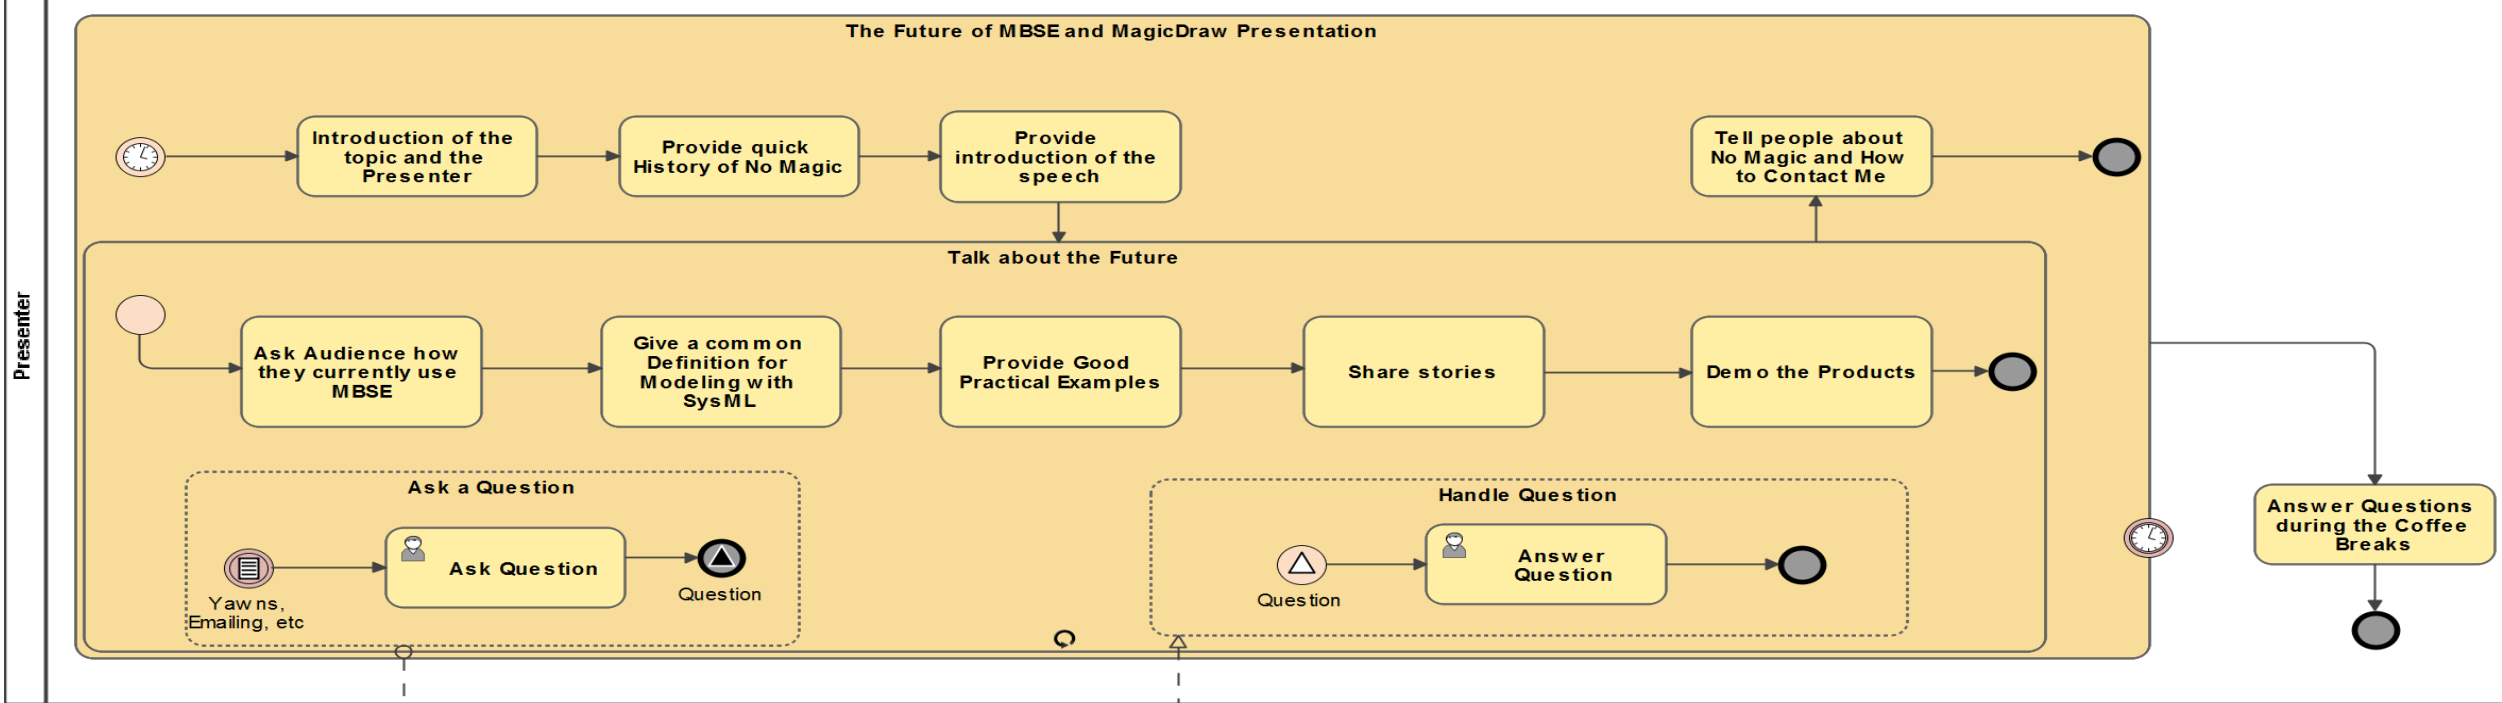 The Future of MBSE and MagicDraw Presentation
Introduction of the
topic and the
Presenter
Provide quick
History of No Magic
Provide
introduction of the
speech
Tell people about
No Magic and How
to Contact Me
Presenter
Talk about the Future
Ask Audience how
they currently use
MBSE
Give a common
Definition for
Modeling with
SysML
Provide Good
Practical Examples
Share stories
Demo the Products
Ask a Question
Yawns,
Emailing, etc
Ask Question
Question
Handle Question
Question
Answer
Question
Answer Questions
during the Coffee
Breaks